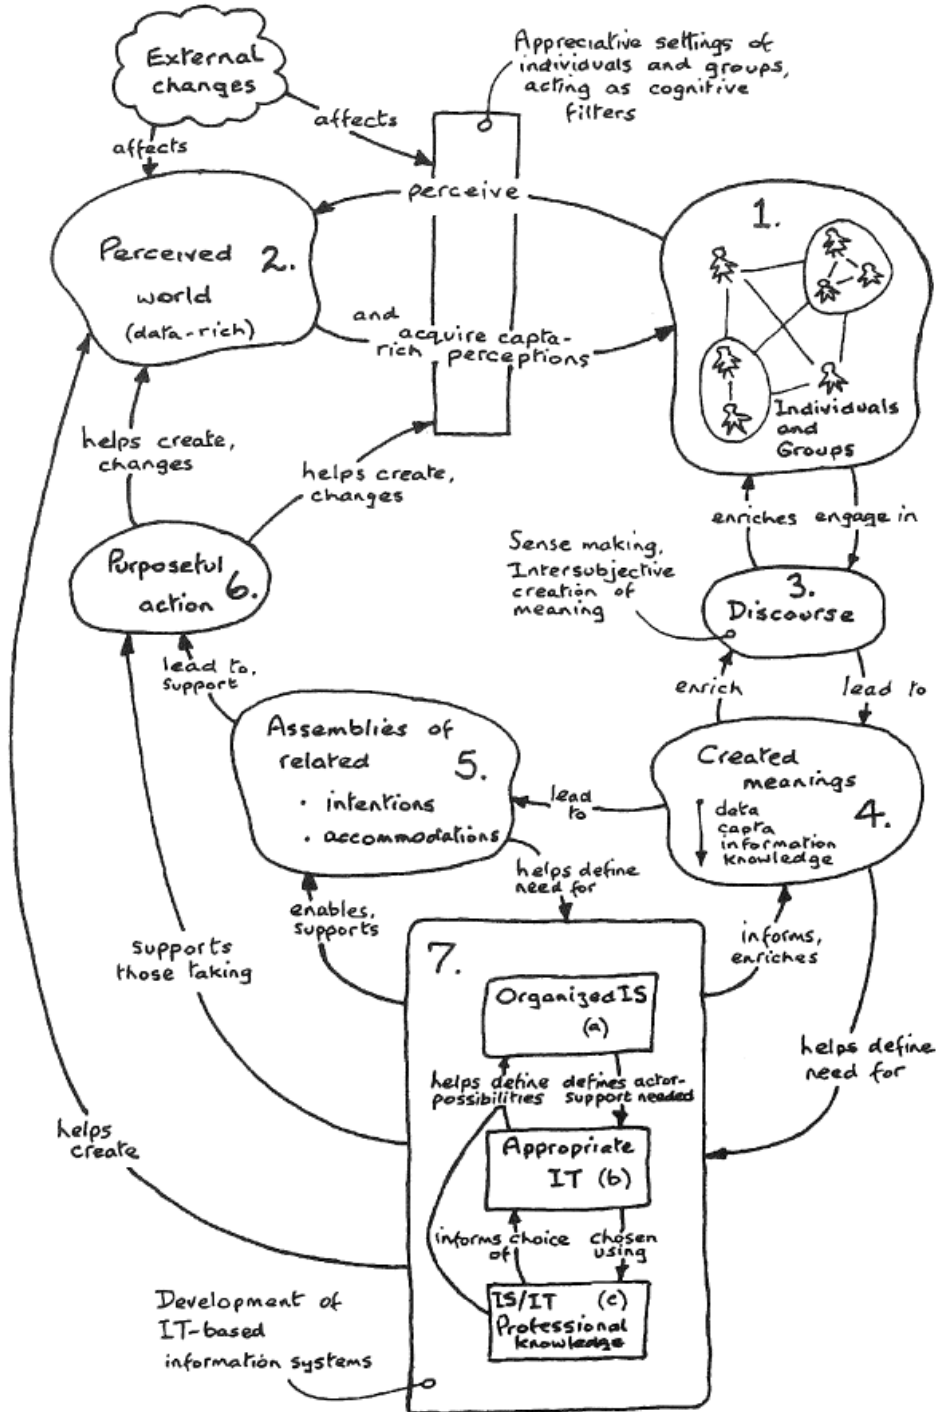 External
changes
Appreciative settings of
individuals and groups,
acting as cognitive
filters
affects
affects
perceive
1.
Perceived
world
(data-rich)
2.
and
acquire capta-
rich perceptions
Individuals
and
Groups
helps create,
changes
helps create,
changes
enriches
engage in
Sense making,
Intersubjective
creation of
meaning
3.
Discourse
Purposeful
action
6.
lead to,
support
enrich
lead to
Assemblies of
related
· intentions
· accommodations
5.
lead
to
Created
meanings
data
capta
information
knowledge
4.
helps define
need for
enables,
supports
informs,
enriches
supports
those taking
7.
Organized IS
(a)
helps define
need for
helps define
possibilities
defines actor-
support needed
helps
create
Appropriate
IT (b)
informs choice
of
chosen
using
IS/IT (c)
Professional
knowledge
Development of
IT-based
information systems